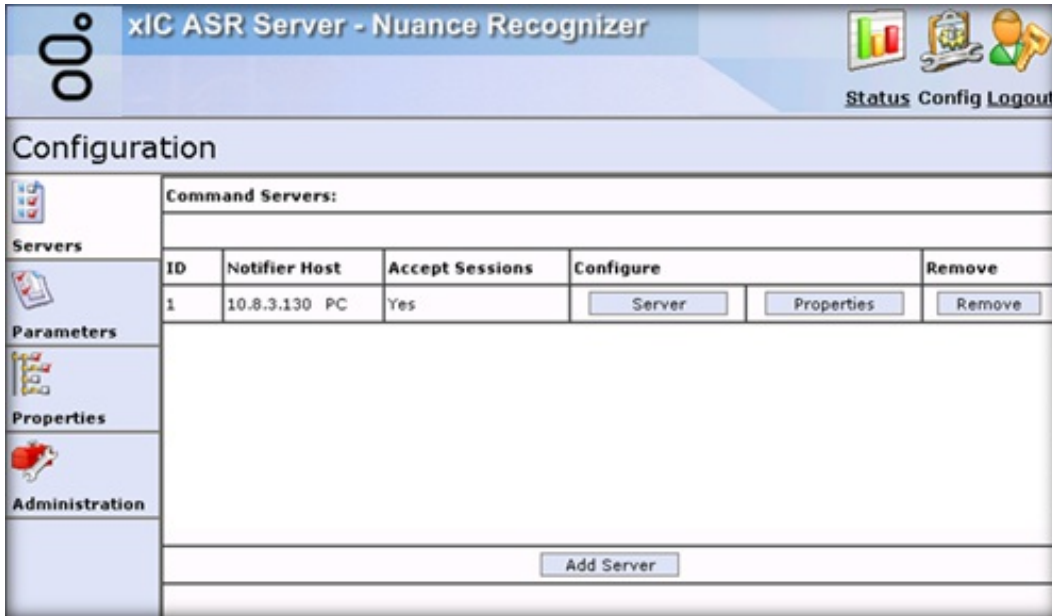 xIC ASR Server - Nuance Recognizer
Status Config Logout
Configuration
Servers
Parameters
Properties
Administration
Command Servers:
ID Notifier Host Accept Sessions Configure Remove
1 10.8.3.130 PC Yes Server Properties Remove
Add Server